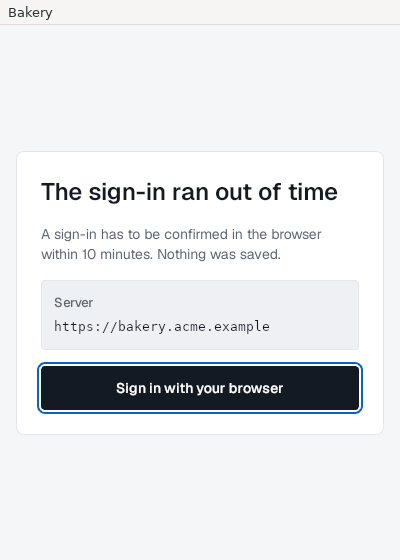 Bakery
The sign-in ran out of time
A sign-in has to be confirmed in the browser
within 10 minutes. Nothing was saved.
Server
https://bakery.acme.example
Sign in with your browser